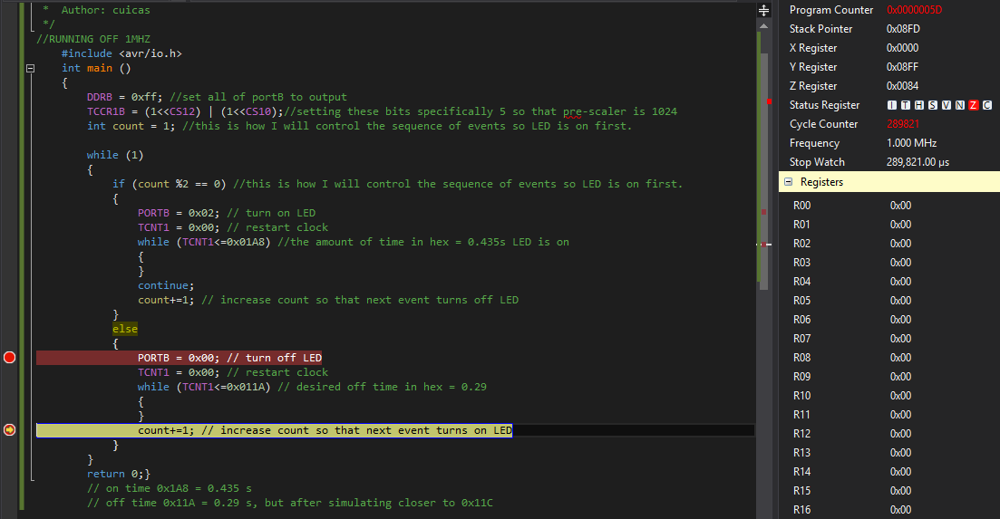 *  Author: cuicas
*/
//RUNNING OFF 1MHZ
#include <avr/io.h>
int main ()
{
DDRB = 0xff; //set all of portB to output
TCCR1B = (1<<CS12) | (1<<CS10);//setting these bits specifically 5 so that pre-scaler is 1024
int count = 1; //this is how I will control the sequence of events so LED is on first.
while (1)
{
if (count %2 == 0) //this is how I will control the sequence of events so LED is on first.
{
PORTB = 0x02; // turn on LED
TCNT1 = 0x00; // restart clock
while (TCNT1<=0x01A8) //the amount of time in hex = 0.435s LED is on
{
}
continue;
count+=1; // increase count so that next event turns off LED
}
else
{
PORTB = 0x00; // turn off LED
TCNT1 = 0x00; // restart clock
while (TCNT1<=0x011A) // desired off time in hex = 0.29
{
}
count+=1; // increase count so that next event turns on LED
}
}
return 0;}
// on time 0x1A8 = 0.435 s
// off time 0x11A = 0.29 s, but after simulating closer to 0x11C
Program Counter 0x0000005D
Stack Pointer 0x08FD
X Register 0x0000
Y Register 0x08FF
Z Register 0x0084
Status Register I T H S V N Z C
Cycle Counter 289821
Frequency 1.000 MHz
Stop Watch 289,821.00 µs
Registers
R00 0x00
R01 0x00
R02 0x00
R03 0x00
R04 0x00
R05 0x00
R06 0x00
R07 0x00
R08 0x00
R09 0x00
R10 0x00
R11 0x00
R12 0x00
R13 0x00
R14 0x00
R15 0x00
R16 0x00